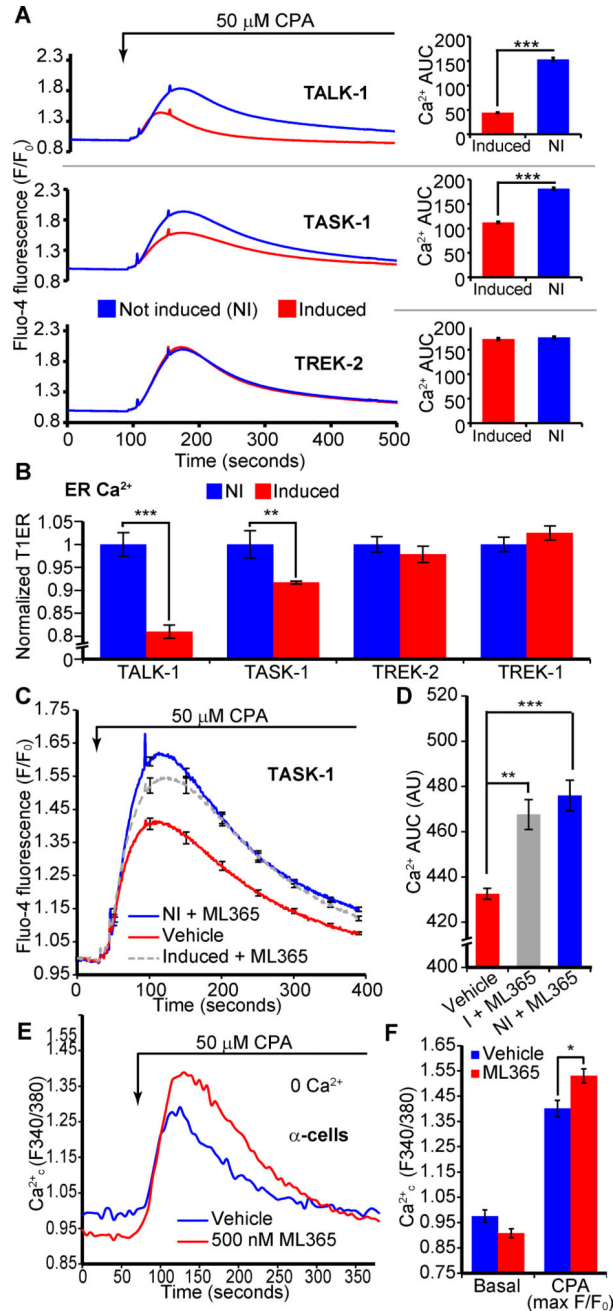 A
50 μM CPA
Fluo-4 fluorescence (F/F₀)
1.8
1.3
0.8
TALK-1
Ca²⁺ AUC
200
150
100
50
0
***
Induced NI
2.3
1.8
1.3
0.8
TASK-1
Ca²⁺ AUC
200
150
100
50
0
***
Induced NI
Not induced (NI) Induced
2.3
1.8
1.3
0.8
TREK-2
0 100 200 300 400 500
Time (seconds)
Ca²⁺ AUC
200
150
100
50
0
Induced NI
B
ER Ca²⁺
NI Induced
Normalized T1ER
1.05
1
0.95
0.90
0.85
0.8
0
***
**
TALK-1 TASK-1 TREK-2 TREK-1
C
50 μM CPA
Fluo-4 fluorescence (F/F₀)
1.75
1.65
1.55
1.45
1.35
1.25
1.15
1.05
0.95
TASK-1
NI + ML365
Vehicle
Induced + ML365
0 100 200 300 400
Time (seconds)
D
Ca²⁺ AUC (AU)
520
500
480
460
440
420
400
***
**
Vehicle
I + ML365
NI + ML365
E
50 μM CPA
Ca²⁺c (F340/380)
1.45
1.35
1.25
1.15
1.05
0.95
0.85
0 Ca²⁺
α-cells
Vehicle
500 nM ML365
0 50 100 150 200 250 300 350
Time (seconds)
F
Vehicle
ML365
*
Ca²⁺c (F340/380)
1.65
1.55
1.45
1.35
1.25
1.15
1.05
0.95
0.85
0.75
Basal CPA
(max F/F₀)